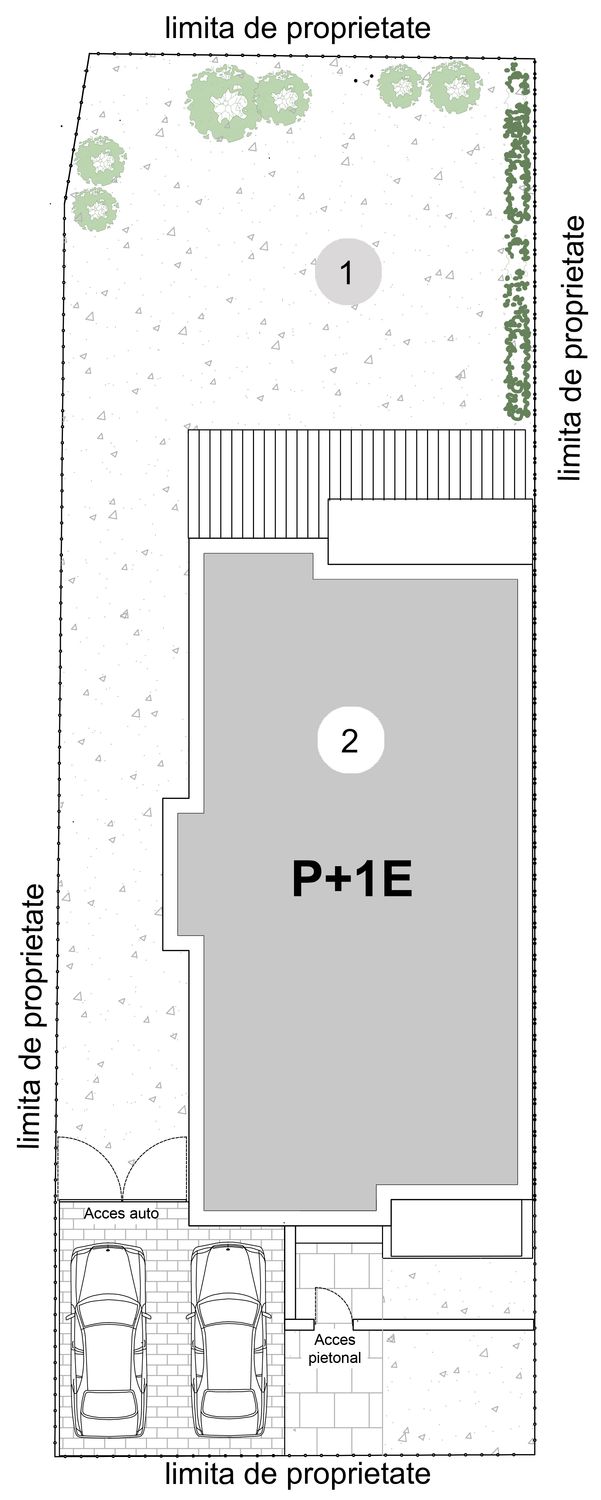 limita de proprietate
1
limita de proprietate
2
P+1E
limita de proprietate
Acces auto
Acces
pietonal
limita de proprietate